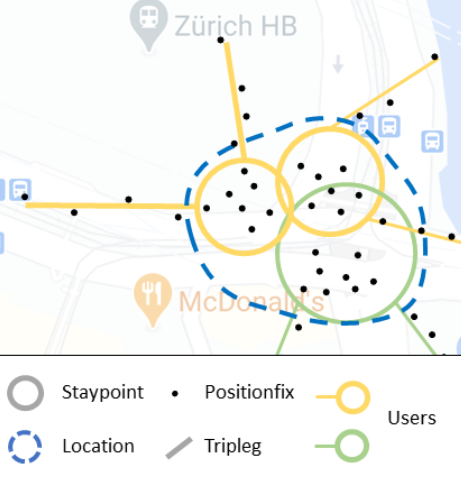 Zürich HB
McDonald's
Staypoint
Positionfix
Users
Location
Tripleg